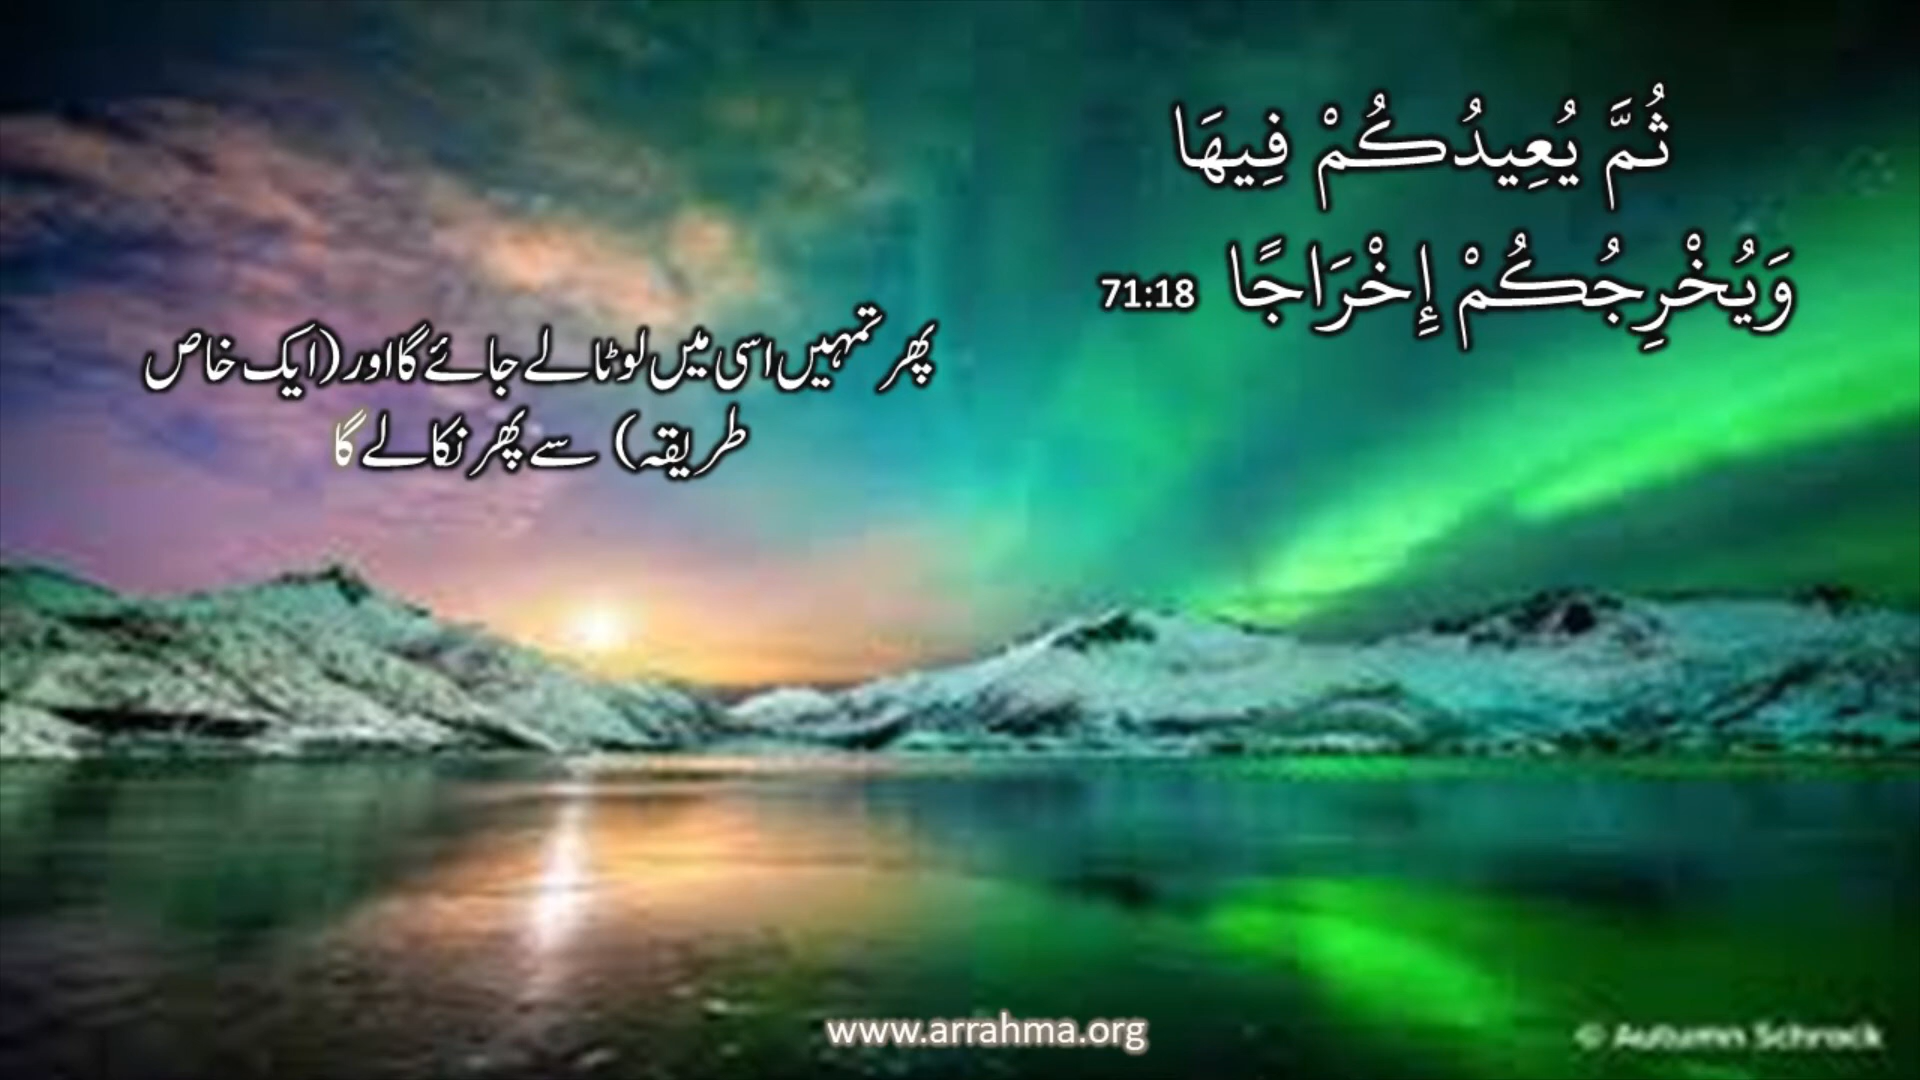 ثُمَّ يُعِيدُكُمْ فِيهَا
وَيُخْرِجُكُمْ إِخْرَاجًا 71:18
پھر تمہیں اسی میں لوٹا لے جائے گا اور (ایک خاص
طریقہ) سے پھر نکالے گا
www.arrahma.org
© Autumn Schrock